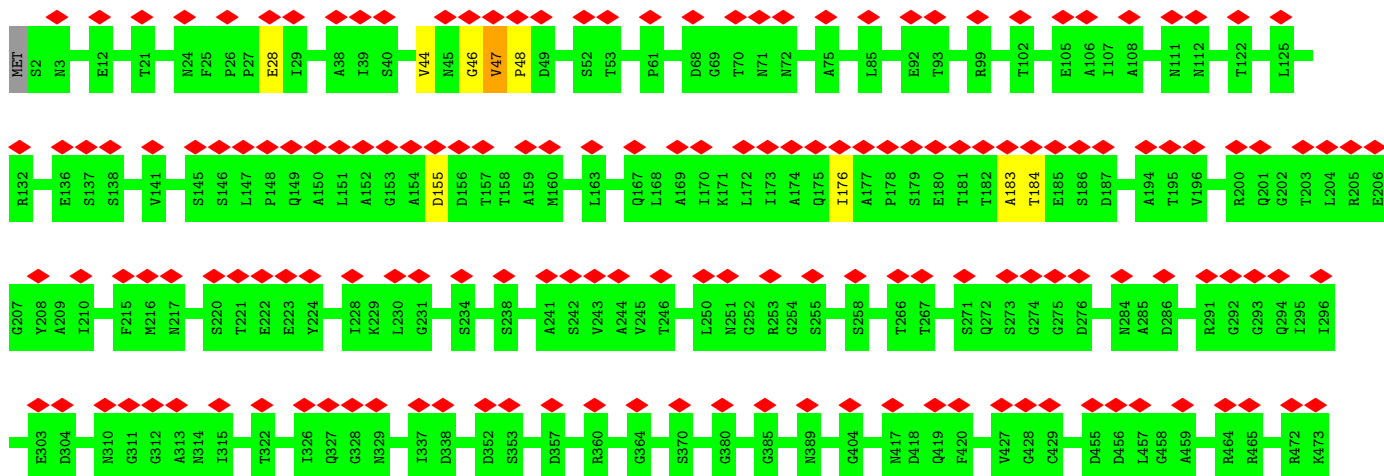 MET S2 N3 E12 T21 N24 F25 P26 P27 E28 I29 A38 I39 S40 V44 N45 G46 V47 P48 D49 S52 T53 P61 D68 G69 T70 N71 N72 A75 L85 E92 T93 R99 T102 E105 A106 I107 A108 N111 N112 T122 L125
R132 E136 S137 S138 V141 S145 S146 L147 P148 Q149 A150 L151 A152 G153 A154 D155 D156 T157 T158 A159 M160 L163 Q167 L168 A169 I170 K171 L172 I173 A174 Q175 I176 A177 P178 S179 E180 T181 T182 A183 T184 E185 S186 D187 A194 T195 V196 R200 Q201 G202 T203 L204 R205 E206
G207 Y208 A209 I210 F215 M216 N217 S220 T221 E222 E223 V224 I228 K229 L230 Q231 S234 S238 A241 S242 V243 A244 V245 T246 L250 N251 G252 R253 G254 S255 S258 T266 T267 S271 Q272 S273 G274 G275 D276 N284 A285 D286 R291 G292 G293 Q294 I295 I296
E303 D304 N310 G311 G312 A313 N314 I315 T322 I326 Q327 G328 N329 I337 D338 D352 S353 D357 R360 G364 S370 G380 G385 N389 G404 N417 D418 Q419 F420 V427 G428 C429 D455 D456 L457 G458 A459 R464 R465 R472 K473